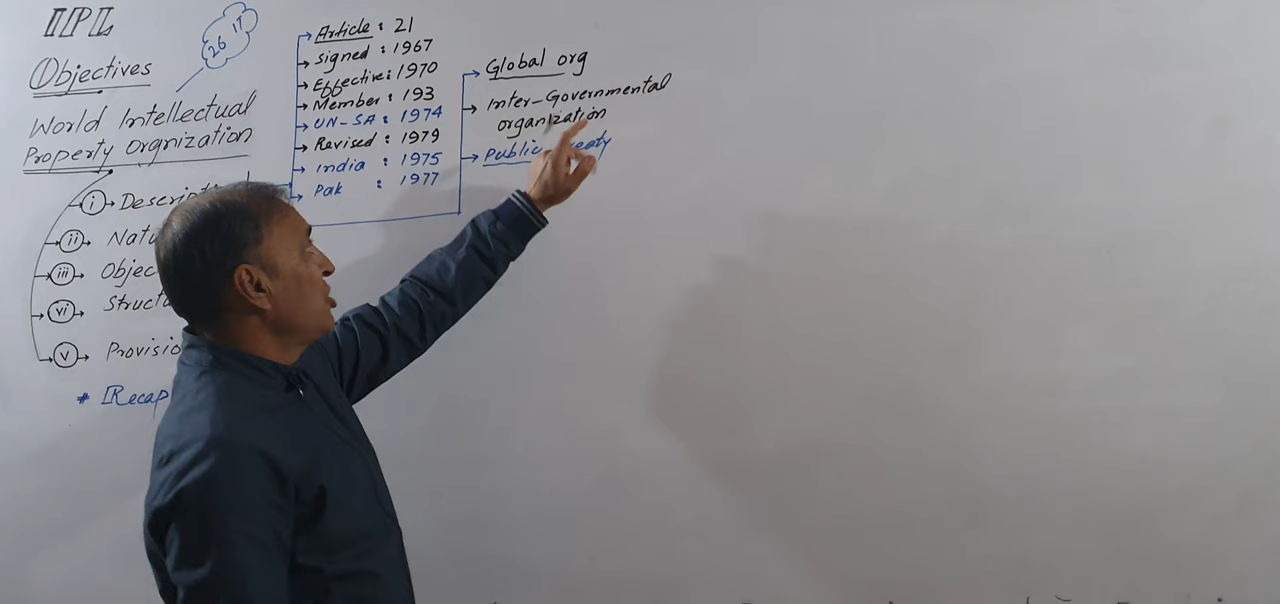 IPL
26 17
Objectives
World Intellectual
Property Orgnization
i Descri
ii Natu
iii Objec
vi Structu
v Provisio
# Recap
Article : 21
Signed : 1967
Effective : 1970
Member : 193
UN-SA : 1974
Revised : 1979
India : 1975
Pak : 1977
Global org
Inter-Governmental
organization
Public